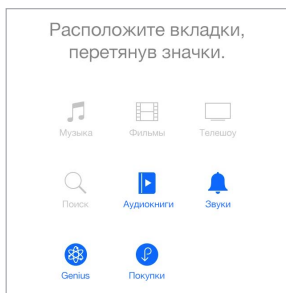 Расположите вкладки,
перетянув значки.
Музыка Фильмы Телешоу
Поиск Аудиокниги Звуки
Genius Покупки